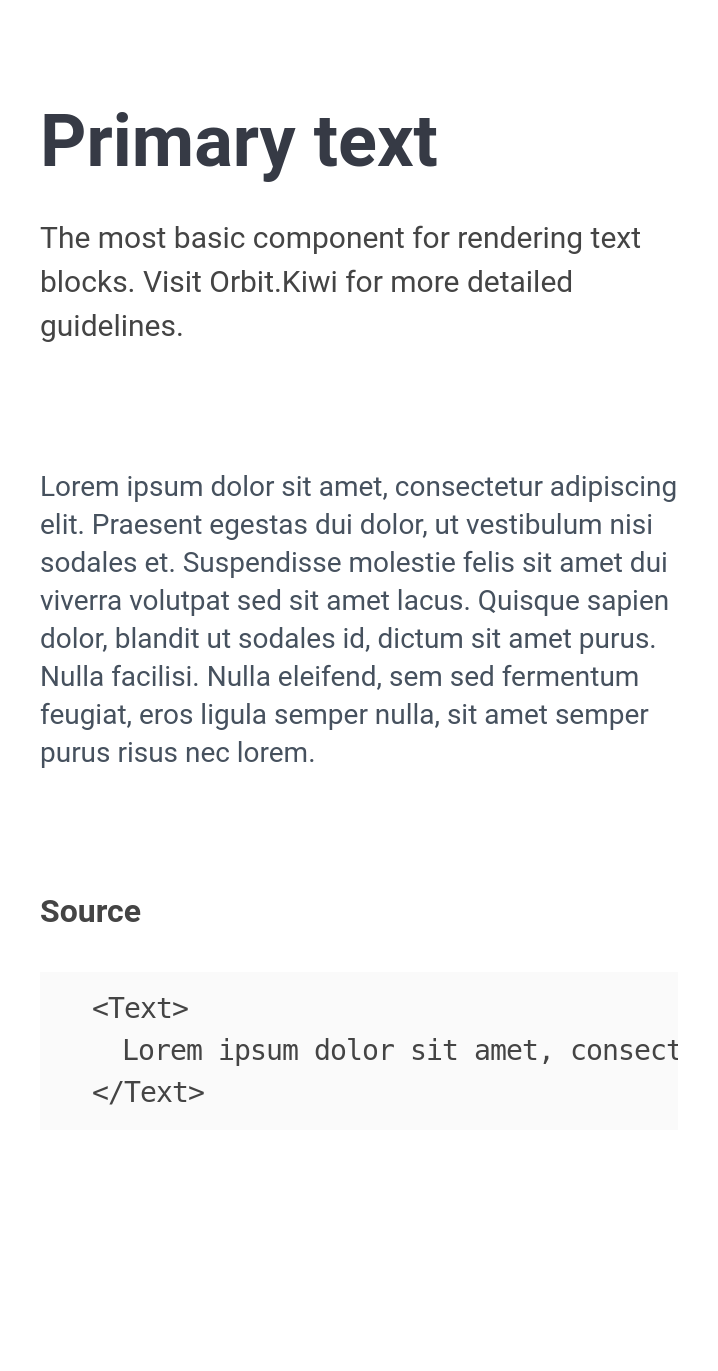 Primary text
The most basic component for rendering text
blocks. Visit Orbit.Kiwi for more detailed
guidelines.
Lorem ipsum dolor sit amet, consectetur adipiscing
elit. Praesent egestas dui dolor, ut vestibulum nisi
sodales et. Suspendisse molestie felis sit amet dui
viverra volutpat sed sit amet lacus. Quisque sapien
dolor, blandit ut sodales id, dictum sit amet purus.
Nulla facilisi. Nulla eleifend, sem sed fermentum
feugiat, eros ligula semper nulla, sit amet semper
purus risus nec lorem.
Source
<Text>
  Lorem ipsum dolor sit amet, consect
</Text>